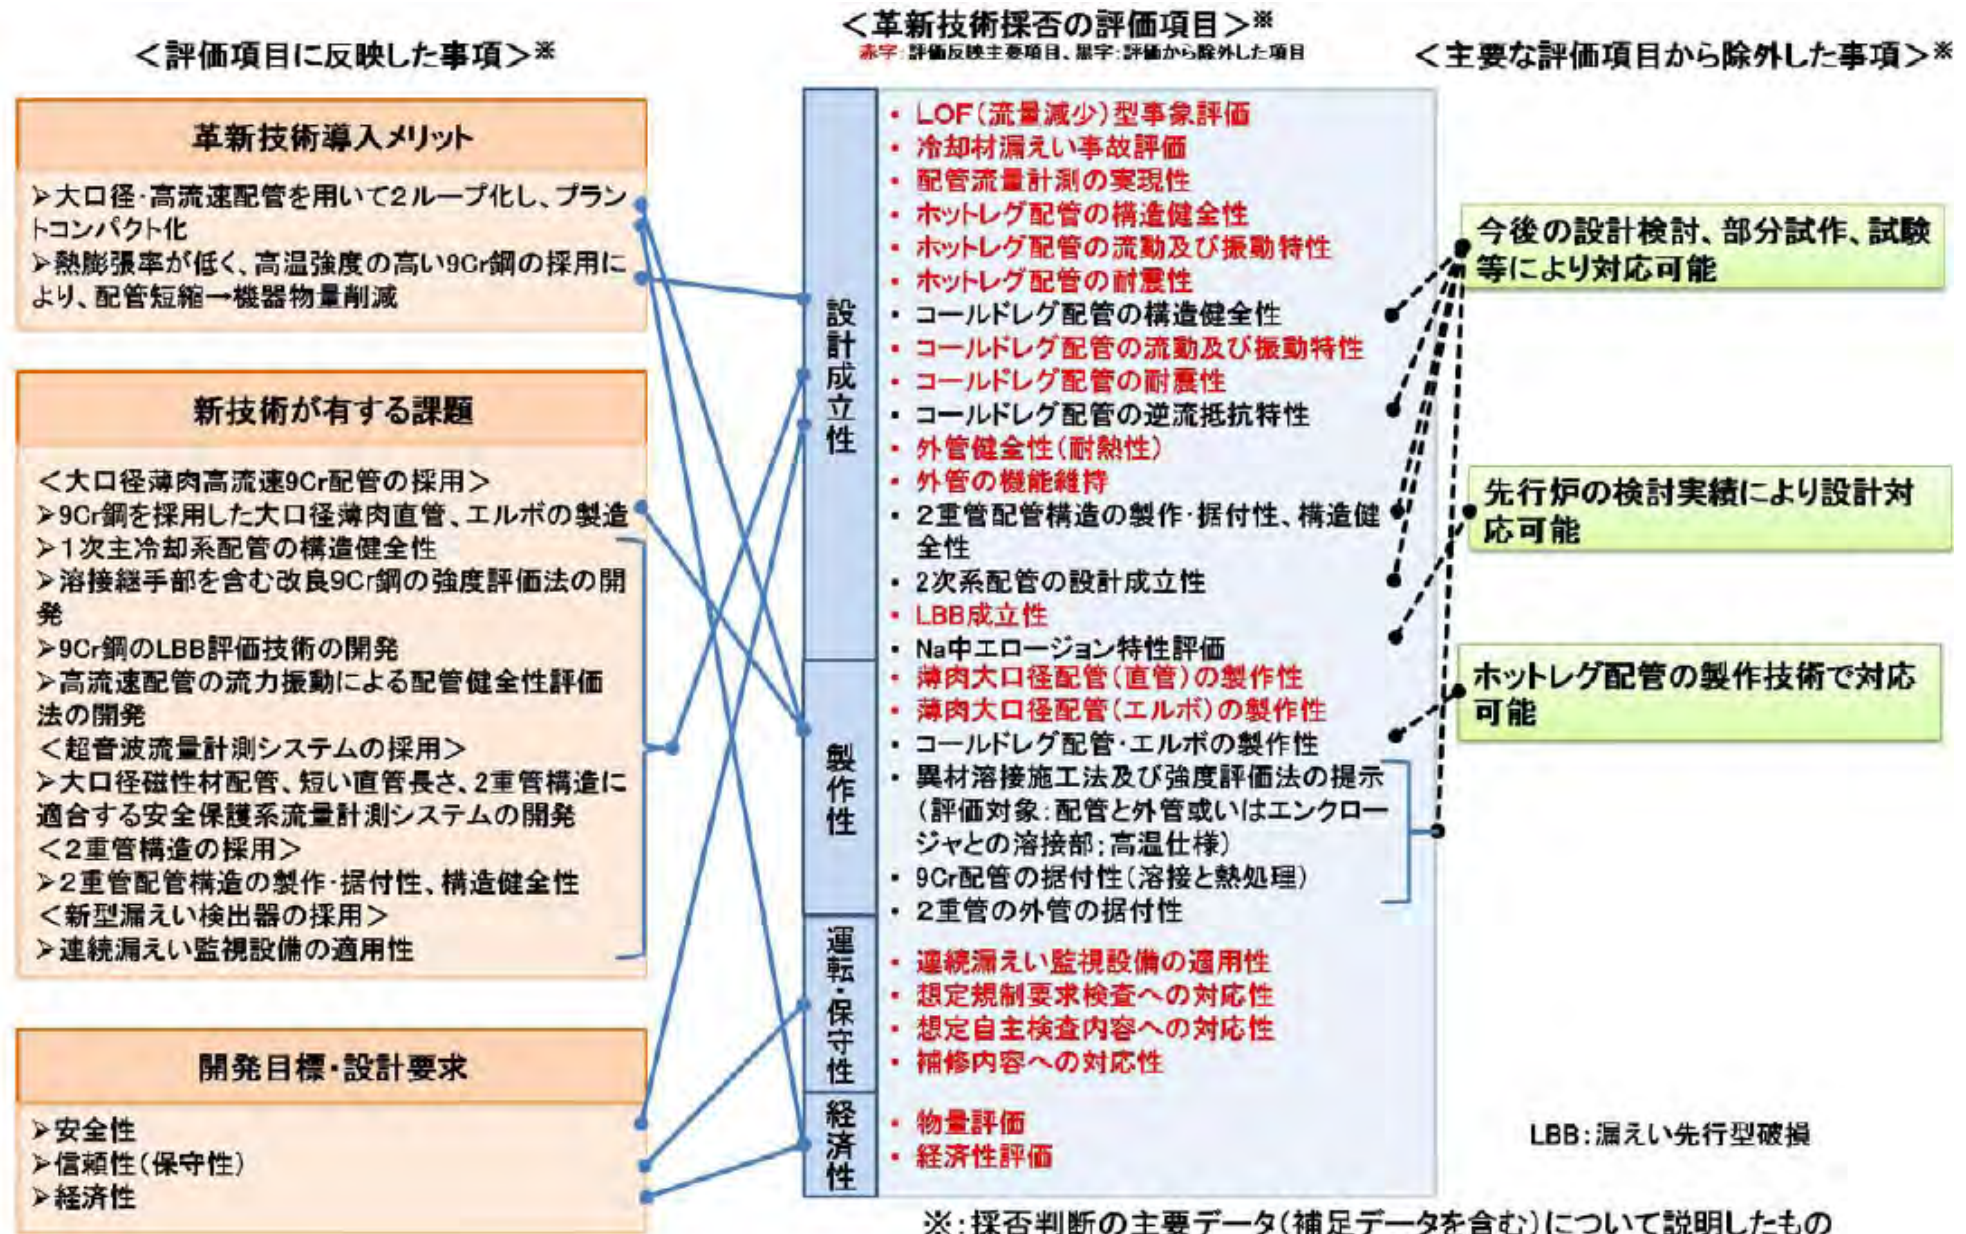 ＜評価項目に反映した事項＞※
革新技術導入メリット
➢大口径・高流速配管を用いて2ループ化し、プラン
トコンパクト化
➢熱膨張率が低く、高温強度の高い9Cr鋼の採用に
より、配管短縮→機器物量削減
新技術が有する課題
＜大口径薄肉高流速9Cr配管の採用＞
➢9Cr鋼を採用した大口径薄肉直管、エルボの製造
➢1次主冷却系配管の構造健全性
➢溶接継手部を含む改良9Cr鋼の強度評価法の開
発
➢9Cr鋼のLBB評価技術の開発
➢高流速配管の流力振動による配管健全性評価
法の開発
＜超音波流量計測システムの採用＞
➢大口径磁性材配管、短い直管長さ、2重管構造に
適合する安全保護系流量計測システムの開発
＜2重管構造の採用＞
➢2重管配管構造の製作・据付性、構造健全性
＜新型漏えい検出器の採用＞
➢連続漏えい監視設備の適用性
開発目標・設計要求
➢安全性
➢信頼性（保守性）
➢経済性
＜革新技術採否の評価項目＞※
赤字：評価反映主要項目、黒字：評価から除外した項目
設計成立性
・LOF（流量減少）型事象評価
・冷却材漏えい事故評価
・配管流量計測の実現性
・ホットレグ配管の構造健全性
・ホットレグ配管の流動及び振動特性
・ホットレグ配管の耐震性
・コールドレグ配管の構造健全性
・コールドレグ配管の流動及び振動特性
・コールドレグ配管の耐震性
・コールドレグ配管の逆流抵抗特性
・外管健全性（耐熱性）
・外管の機能維持
・2重管配管構造の製作・据付性、構造健
全性
・2次系配管の設計成立性
・LBB成立性
・Na中エロージョン特性評価
製作性
・薄肉大口径配管（直管）の製作性
・薄肉大口径配管（エルボ）の製作性
・コールドレグ配管・エルボの製作性
・異材溶接施工法及び強度評価法の提示
（評価対象：配管と外管或いはエンクロー
ジャとの溶接部；高温仕様）
・9Cr配管の据付性（溶接と熱処理）
・2重管の外管の据付性
運転・保守性
・連続漏えい監視設備の適用性
・想定規制要求検査への対応性
・想定自主検査内容への対応性
・補修内容への対応性
経済性
・物量評価
・経済性評価
＜主要な評価項目から除外した事項＞※
今後の設計検討、部分試作、試験
等により対応可能
先行炉の検討実績により設計対
応可能
ホットレグ配管の製作技術で対応
可能
LBB：漏えい先行型破損
※：採否判断の主要データ（補足データを含む）について説明したもの